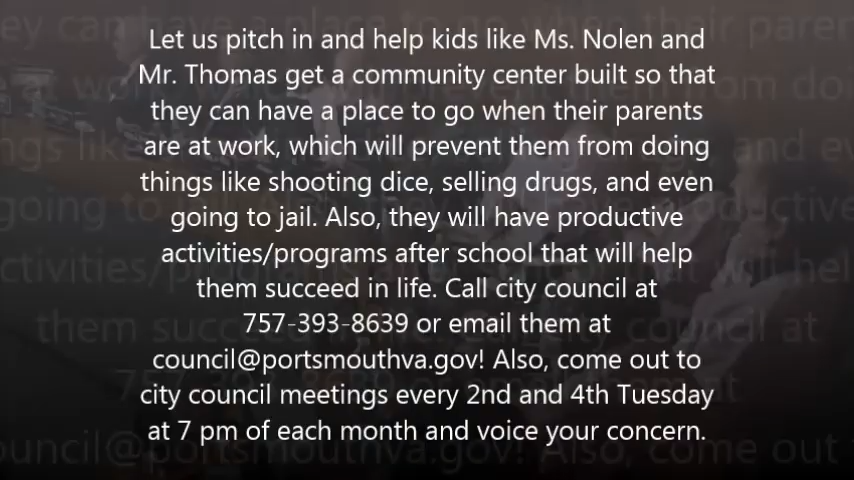 Let us pitch in and help kids like Ms. Nolen and
Mr. Thomas get a community center built so that
they can have a place to go when their parents
are at work, which will prevent them from doing
things like shooting dice, selling drugs, and even
going to jail. Also, they will have productive
activities/programs after school that will help
them succeed in life. Call city council at
757-393-8639 or email them at
council@portsmouthva.gov! Also, come out to
city council meetings every 2nd and 4th Tuesday
at 7 pm of each month and voice your concern.